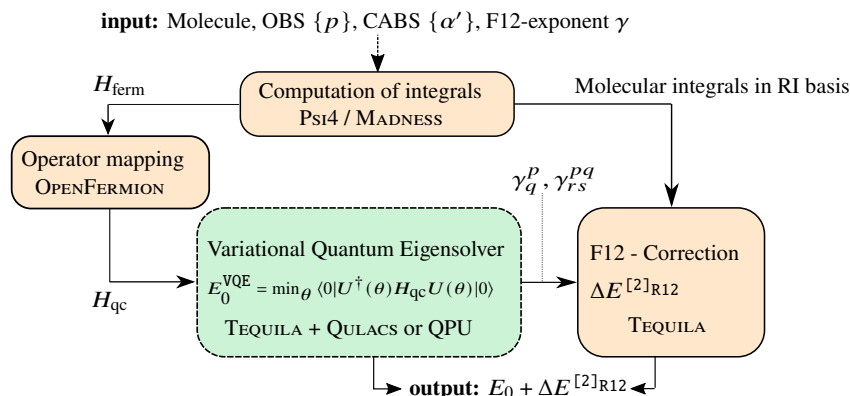 input: Molecule, OBS {p}, CABS {α′}, F12-exponent γ
H_ferm
Computation of integrals
PSI4 / MADNESS
Molecular integrals in RI basis
Operator mapping
OPENFERMION
γ^p_q, γ^{pq}_{rs}
Variational Quantum Eigensolver
E_0^VQE = min_θ ⟨0|U†(θ)H_qc U(θ)|0⟩
TEQUILA + QULACS or QPU
F12 - Correction
ΔE^[2]R12
TEQUILA
H_qc
output: E_0 + ΔE^[2]R12